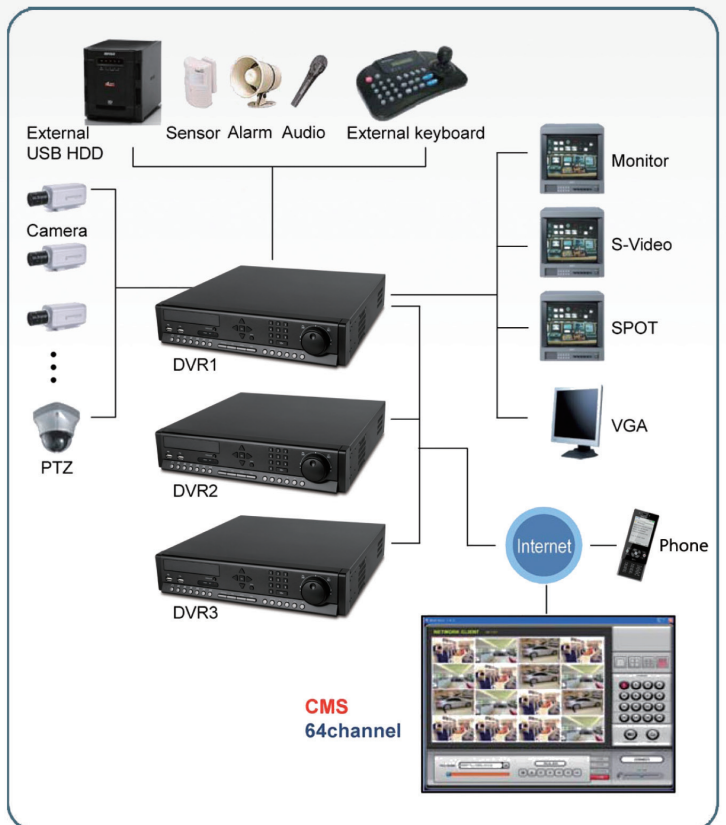 External
USB HDD
Sensor
Alarm
Audio
External keyboard
Monitor
Camera
S-Video
SPOT
DVR1
VGA
PTZ
DVR2
Internet
Phone
DVR3
NETWORK CLIENT
CMS
64channel